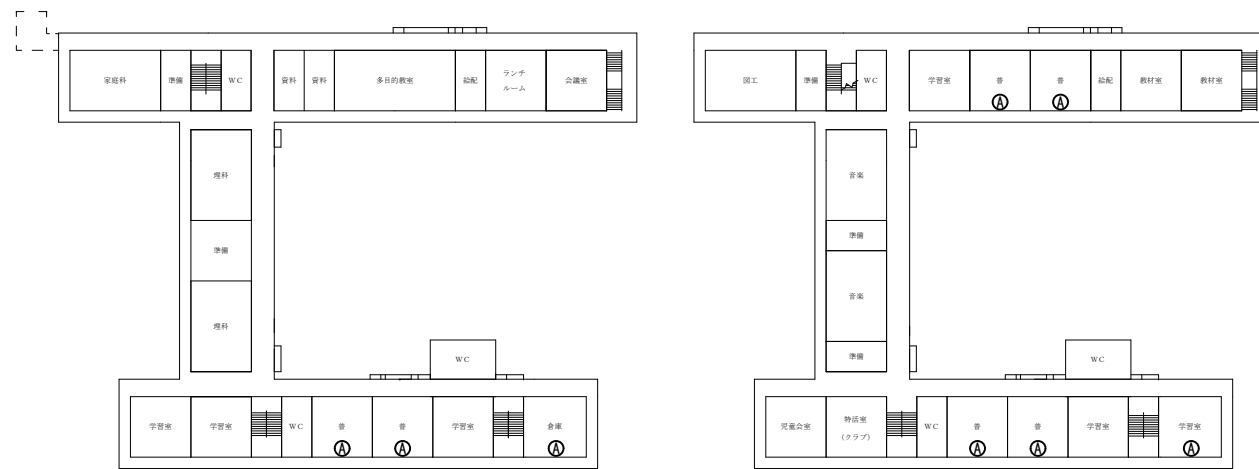 家庭科
準備
WC
資料
資料
多目的教室
給配
ランチ
ルーム
会議室
理科
準備
理科
WC
学習室
学習室
WC
普
Ⓐ
普
Ⓐ
学習室
倉庫
Ⓐ
図工
準備
WC
学習室
普
Ⓐ
普
Ⓐ
給配
教材室
教材室
音楽
準備
音楽
準備
WC
児童会室
特活室
(クラブ)
WC
普
Ⓐ
普
Ⓐ
学習室
学習室
Ⓐ